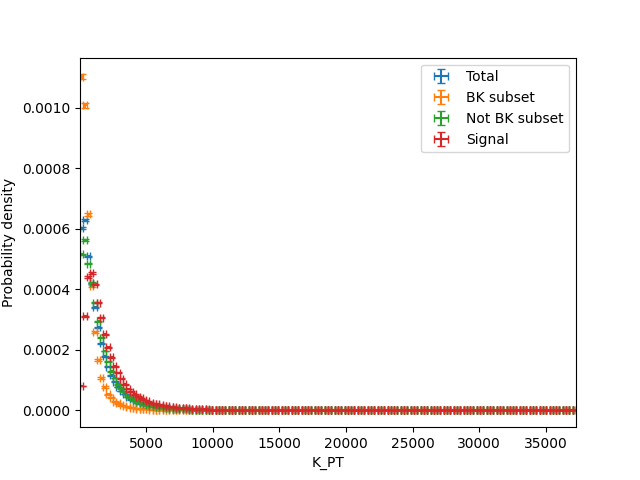 Total
BK subset
Not BK subset
Signal
Probability density
0.0010
0.0008
0.0006
0.0004
0.0002
0.0000
5000 10000 15000 20000 25000 30000 35000
K_PT